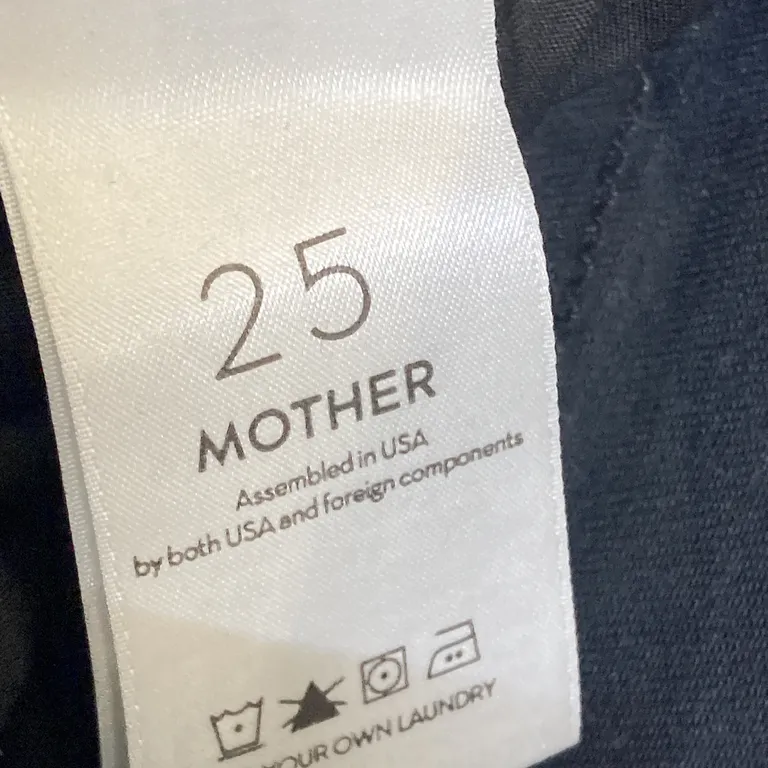 25
MOTHER
Assembled in USA
by both USA and foreign components
YOUR OWN LAUNDRY